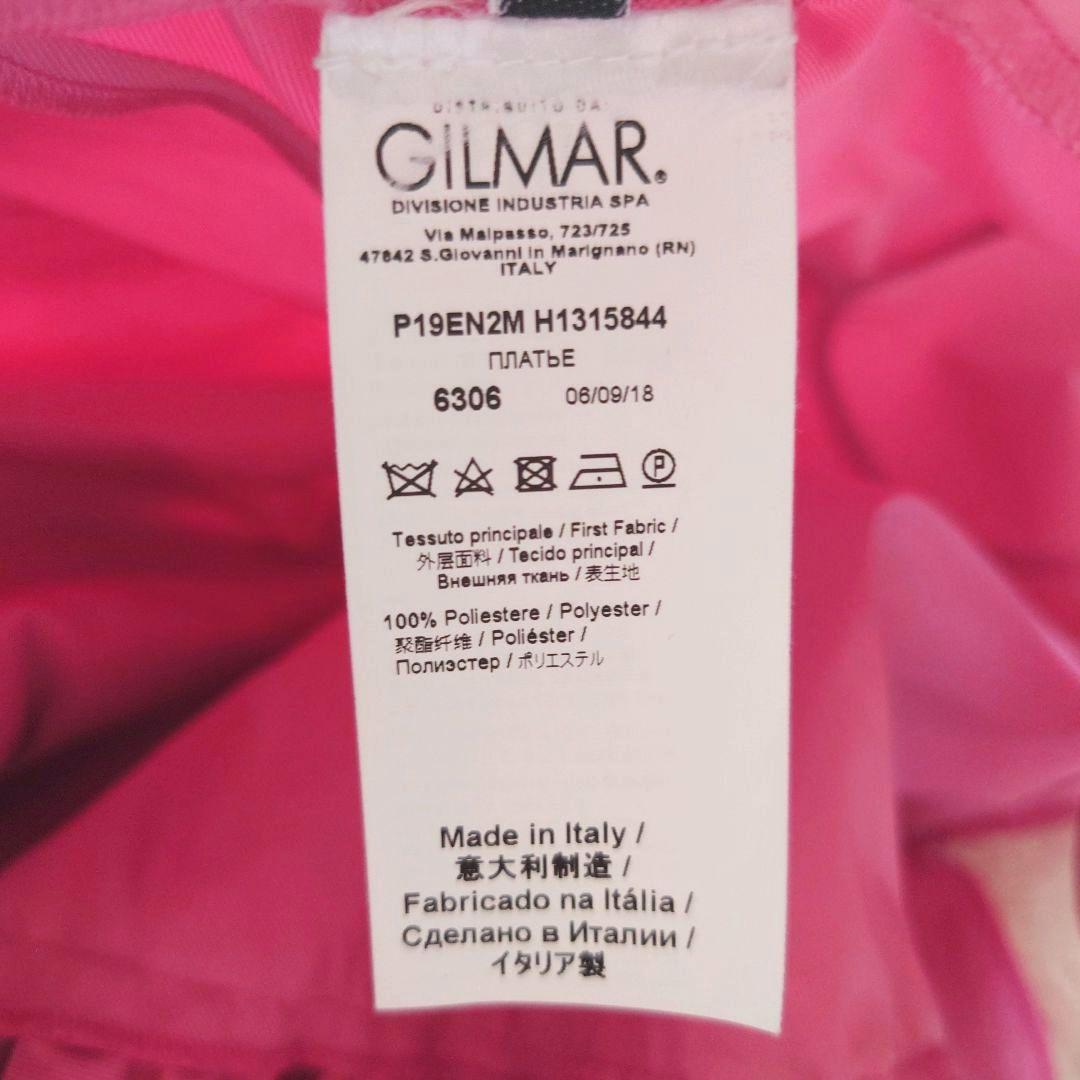 DISTRIBUITO DA:
GILMAR®
DIVISIONE INDUSTRIA SPA
Via Malpasso, 723/725
47842 S.Giovanni in Marignano (RN)
ITALY
P19EN2M H1315844
ПЛАТЬЕ
6306 06/09/18
P
Tessuto principale / First Fabric /
外层面料 / Tecido principal /
Внешняя ткань / 表生地
100% Poliestere / Polyester /
聚酯纤维 / Poliéster /
Полиэстер / ポリエステル
Made in Italy /
意大利制造 /
Fabricado na Itália /
Сделано в Италии /
イタリア製